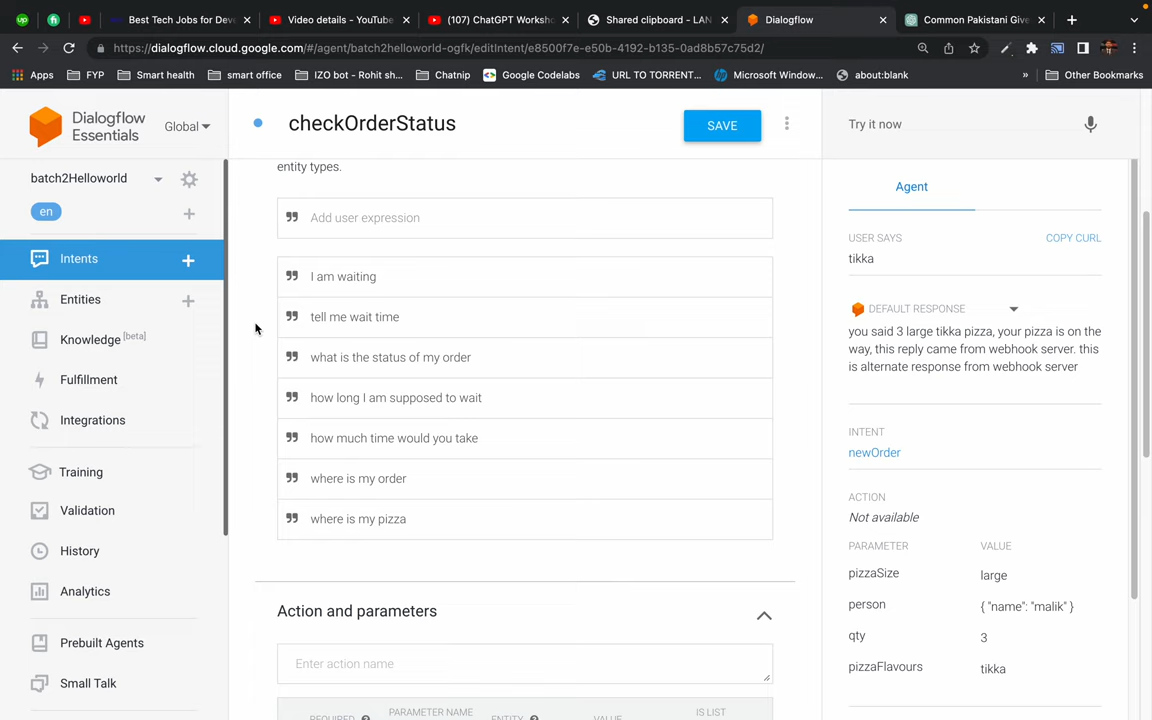 Best Tech Jobs for Dev
Video details - YouTube
(107) ChatGPT Worksho
Shared clipboard - LAN
Dialogflow
Common Pakistani Give
https://dialogflow.cloud.google.com/#/agent/batch2helloworld-ogfk/editIntent/e8500f7e-e50b-4192-b135-0ad8b57c75d2/
Apps
FYP
Smart health
smart office
IZO bot - Rohit sh...
Chatnip
Google Codelabs
URL TO TORRENT...
Microsoft Window...
about:blank
»
Other Bookmarks
Dialogflow
Essentials
Global
checkOrderStatus
SAVE
Try it now
entity types.
batch2Helloworld
en
Intents
Entities
Knowledge [beta]
Fulfillment
Integrations
Training
Validation
History
Analytics
Prebuilt Agents
Small Talk
Add user expression
I am waiting
tell me wait time
what is the status of my order
how long I am supposed to wait
how much time would you take
where is my order
where is my pizza
Action and parameters
Enter action name
REQUIRED
PARAMETER NAME
ENTITY
VALUE
IS LIST
Agent
USER SAYS
COPY CURL
tikka
DEFAULT RESPONSE
you said 3 large tikka pizza, your pizza is on the
way, this reply came from webhook server. this
is alternate response from webhook server
INTENT
newOrder
ACTION
Not available
PARAMETER
VALUE
pizzaSize
large
person
{ "name": "malik" }
qty
3
pizzaFlavours
tikka